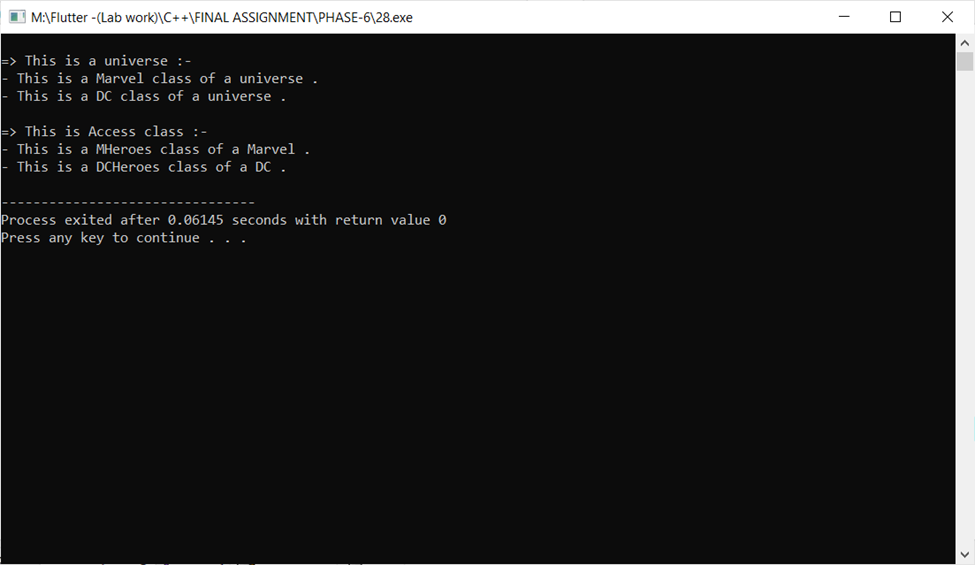 M:\Flutter -(Lab work)\C++\FINAL ASSIGNMENT\PHASE-6\28.exe
=> This is a universe :-
- This is a Marvel class of a universe .
- This is a DC class of a universe .
=> This is Access class :-
- This is a MHeroes class of a Marvel .
- This is a DCHeroes class of a DC .
--------------------------------
Process exited after 0.06145 seconds with return value 0
Press any key to continue . . .